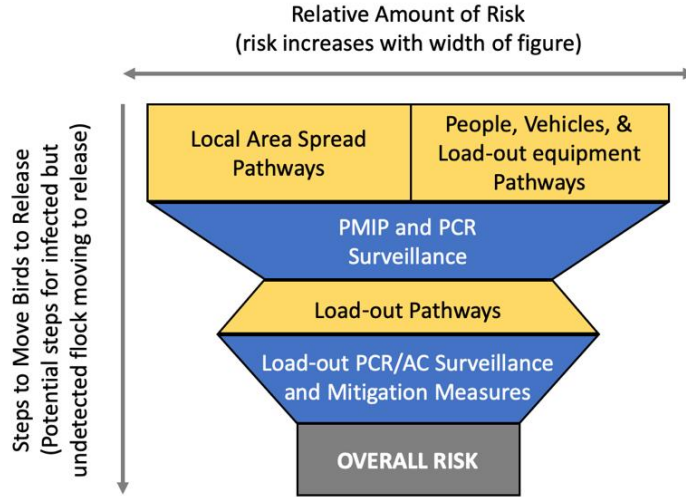 Relative Amount of Risk
(risk increases with width of figure)
Steps to Move Birds to Release
(Potential steps for infected but
undetected flock moving to release)
Local Area Spread
Pathways
People, Vehicles, &
Load-out equipment
Pathways
PMIP and PCR
Surveillance
Load-out Pathways
Load-out PCR/AC Surveillance
and Mitigation Measures
OVERALL RISK